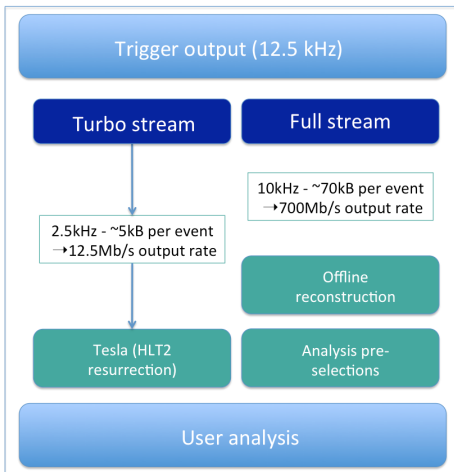 Trigger output (12.5 kHz)
Turbo stream
Full stream
10kHz - ~70kB per event
→700Mb/s output rate
2.5kHz - ~5kB per event
→12.5Mb/s output rate
Offline
reconstruction
Tesla (HLT2
resurrection)
Analysis pre-
selections
User analysis